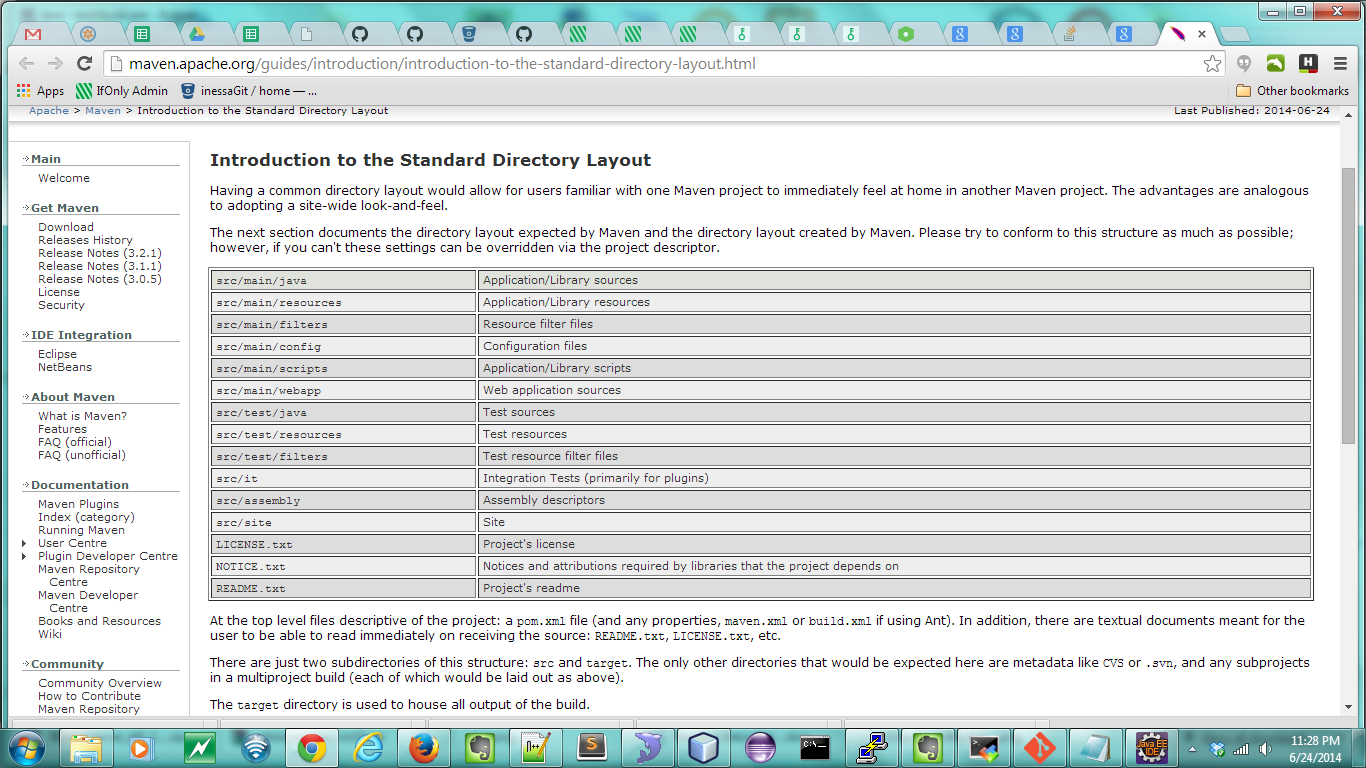 maven.apache.org/guides/introduction/introduction-to-the-standard-directory-layout.html
Apps IfOnly Admin inessaGit / home — ... Other bookmarks
Apache > Maven > Introduction to the Standard Directory Layout Last Published: 2014-06-24
Main
Welcome
Get Maven
Download
Releases History
Release Notes (3.2.1)
Release Notes (3.1.1)
Release Notes (3.0.5)
License
Security
IDE Integration
Eclipse
NetBeans
About Maven
What is Maven?
Features
FAQ (official)
FAQ (unofficial)
Documentation
Maven Plugins
Index (category)
Running Maven
User Centre
Plugin Developer Centre
Maven Repository
Centre
Maven Developer
Centre
Books and Resources
Wiki
Community
Community Overview
How to Contribute
Maven Repository
Introduction to the Standard Directory Layout
Having a common directory layout would allow for users familiar with one Maven project to immediately feel at home in another Maven project. The advantages are analogous
to adopting a site-wide look-and-feel.
The next section documents the directory layout expected by Maven and the directory layout created by Maven. Please try to conform to this structure as much as possible;
however, if you can't these settings can be overridden via the project descriptor.
src/main/java Application/Library sources
src/main/resources Application/Library resources
src/main/filters Resource filter files
src/main/config Configuration files
src/main/scripts Application/Library scripts
src/main/webapp Web application sources
src/test/java Test sources
src/test/resources Test resources
src/test/filters Test resource filter files
src/it Integration Tests (primarily for plugins)
src/assembly Assembly descriptors
src/site Site
LICENSE.txt Project's license
NOTICE.txt Notices and attributions required by libraries that the project depends on
README.txt Project's readme
At the top level files descriptive of the project: a pom.xml file (and any properties, maven.xml or build.xml if using Ant). In addition, there are textual documents meant for the
user to be able to read immediately on receiving the source: README.txt, LICENSE.txt, etc.
There are just two subdirectories of this structure: src and target. The only other directories that would be expected here are metadata like CVS or .svn, and any subprojects
in a multiproject build (each of which would be laid out as above).
The target directory is used to house all output of the build.
11:28 PM
6/24/2014